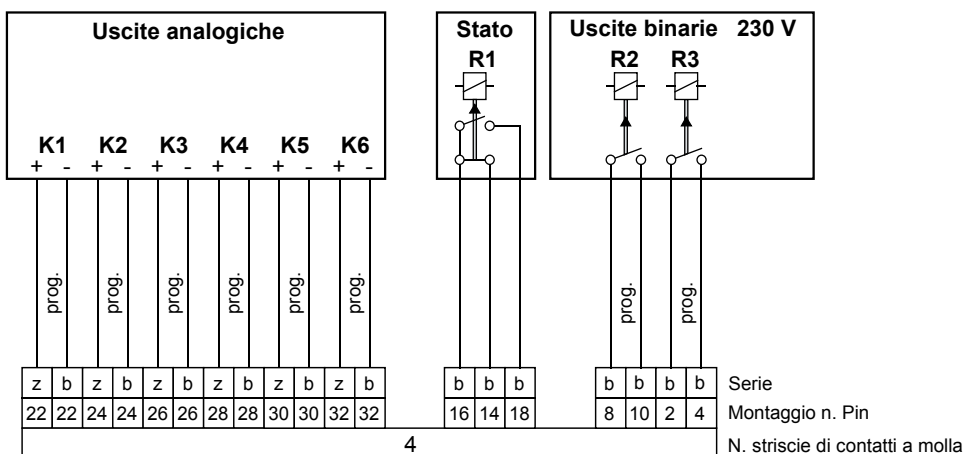 Uscite analogiche
Stato
Uscite binarie 230 V
R1
R2 R3
K1 K2 K3 K4 K5 K6
+ - + - + - + - + - + -
prog. prog. prog. prog. prog. prog. prog. prog.
z b z b z b z b z b z b b b b b b b b Serie
22 22 24 24 26 26 28 28 30 30 32 32 16 14 18 8 10 2 4 Montaggio n. Pin
4 N. striscie di contatti a molla